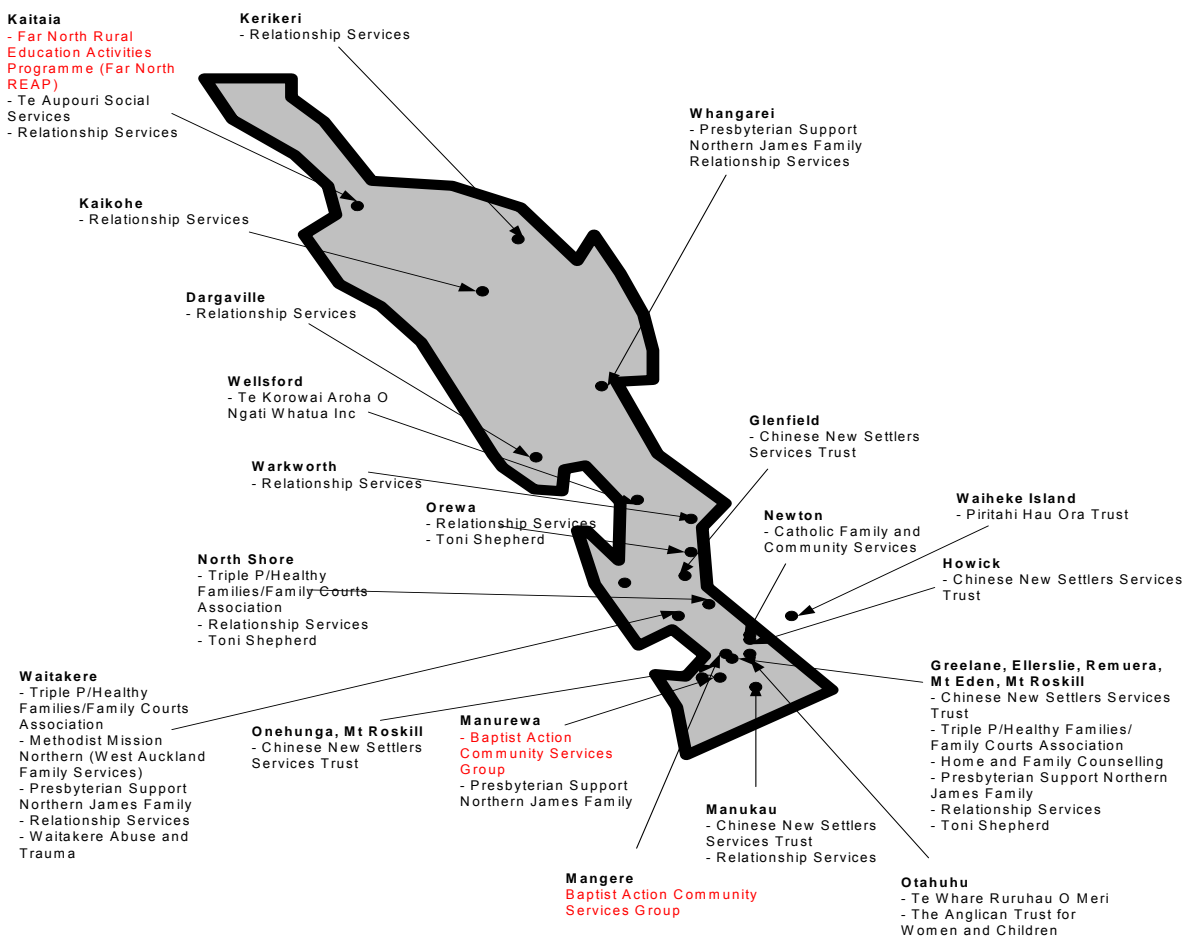 Kaitaia
- Far North Rural
Education Activities
Programme (Far North
REAP)
- Te Aupouri Social
Services
- Relationship Services
Kerikeri
- Relationship Services
Whangarei
- Presbyterian Support
Northern James Family
Relationship Services
Kaikohe
- Relationship Services
Dargaville
- Relationship Services
Wellsford
- Te Korowai Aroha O
Ngati Whatua Inc
Glenfield
- Chinese New Settlers
Services Trust
Warkworth
- Relationship Services
Orewa
- Relationship Services
- Toni Shepherd
Newton
- Catholic Family and
Community Services
Waiheke Island
- Piritahi Hau Ora Trust
North Shore
- Triple P/Healthy
Families/Family Courts
Association
- Relationship Services
- Toni Shepherd
Howick
- Chinese New Settlers Services
Trust
Waitakere
- Triple P/Healthy
Families/Family Courts
Association
- Methodist Mission
Northern (West Auckland
Family Services)
- Presbyterian Support
Northern James Family
- Relationship Services
- Waitakere Abuse and
Trauma
Onehunga, Mt Roskill
- Chinese New Settlers
Services Trust
Manurewa
- Baptist Action
Community Services
Group
- Presbyterian Support
Northern James Family
Greelane, Ellerslie, Remuera,
Mt Eden, Mt Roskill
- Chinese New Settlers Services
Trust
- Triple P/Healthy Families/
Family Courts Association
- Home and Family Counselling
- Presbyterian Support Northern
James Family
- Relationship Services
- Toni Shepherd
Manukau
- Chinese New Settlers
Services Trust
- Relationship Services
Mangere
Baptist Action Community
Services Group
Otahuhu
- Te Whare Ruruhau O Meri
- The Anglican Trust for
Women and Children